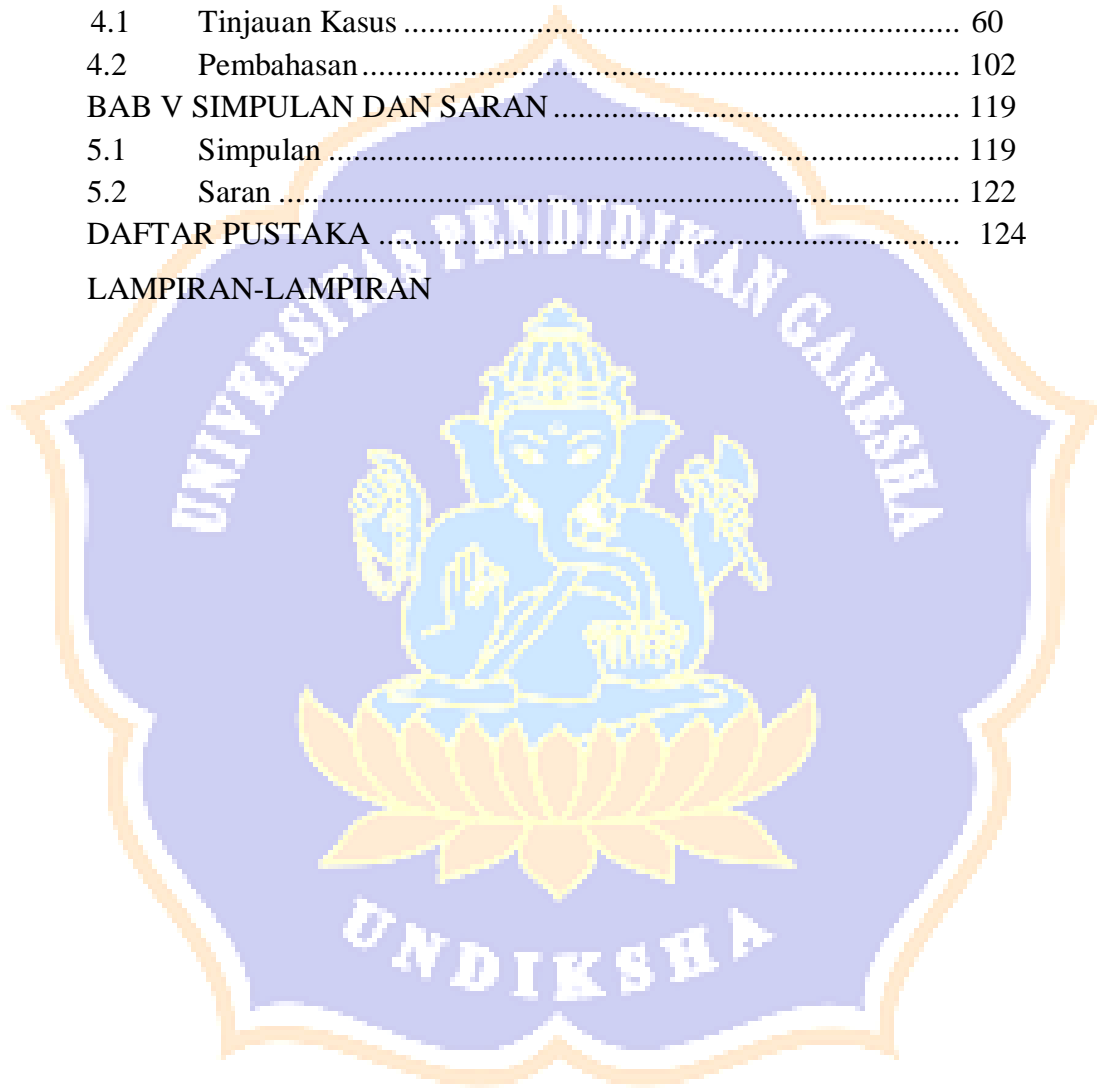 4.1 Tinjauan Kasus ................................................................... 60
4.2 Pembahasan ........................................................................ 102
BAB V SIMPULAN DAN SARAN ................................................. 119
5.1 Simpulan ............................................................................ 119
5.2 Saran .................................................................................. 122
DAFTAR PUSTAKA ...................................................................... 124
LAMPIRAN-LAMPIRAN
UNIVERSITAS PENDIDIKAN GANESHA
UNDIKSHA